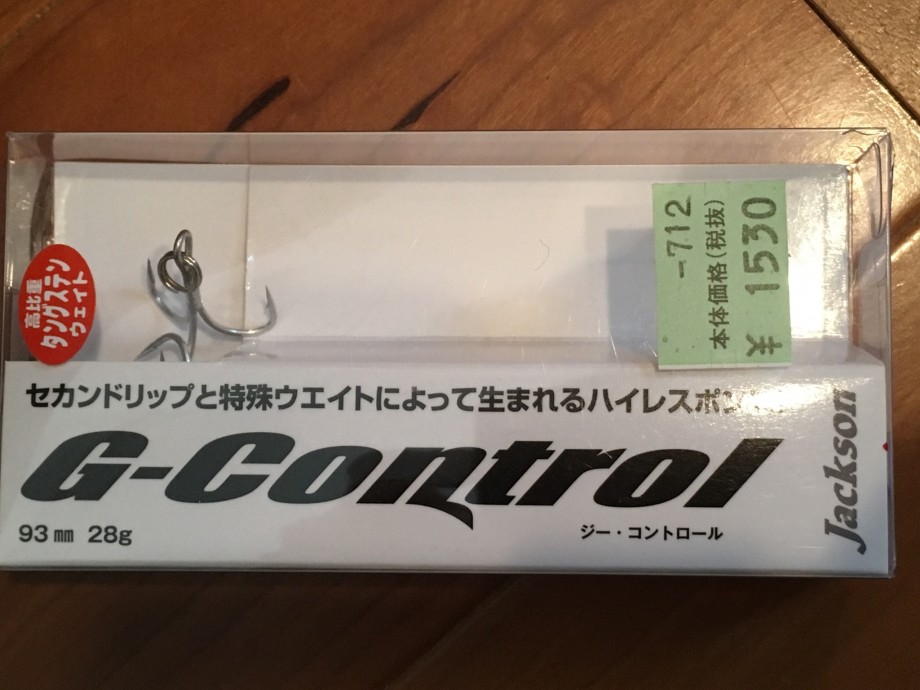 高比重
タングステン
ウェイト
-712
本体価格(税抜)
¥ 1530
セカンドリップと特殊ウエイトによって生まれるハイレスポン
G-Control
93㎜ 28g
ジー・コントロール
Jackson